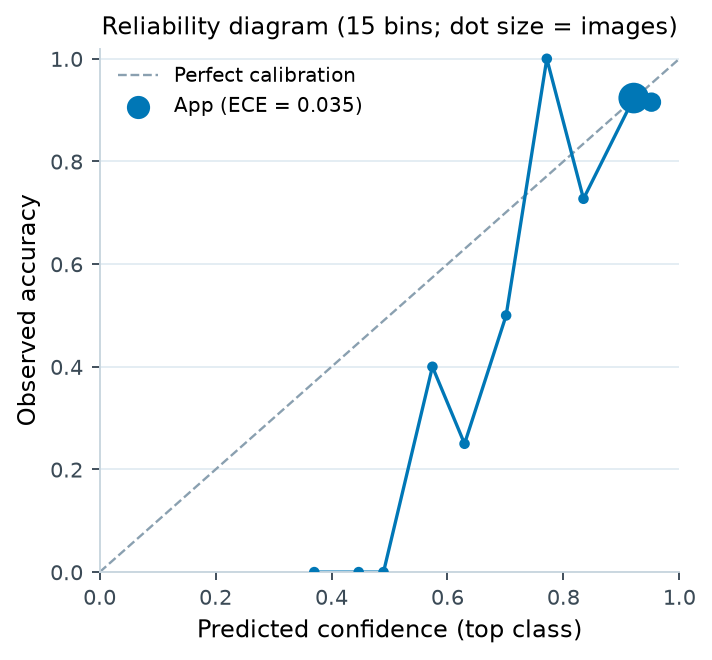 Reliability diagram (15 bins; dot size = images)
Perfect calibration
App (ECE = 0.035)
Observed accuracy
1.0
0.8
0.6
0.4
0.2
0.0
0.0 0.2 0.4 0.6 0.8 1.0
Predicted confidence (top class)